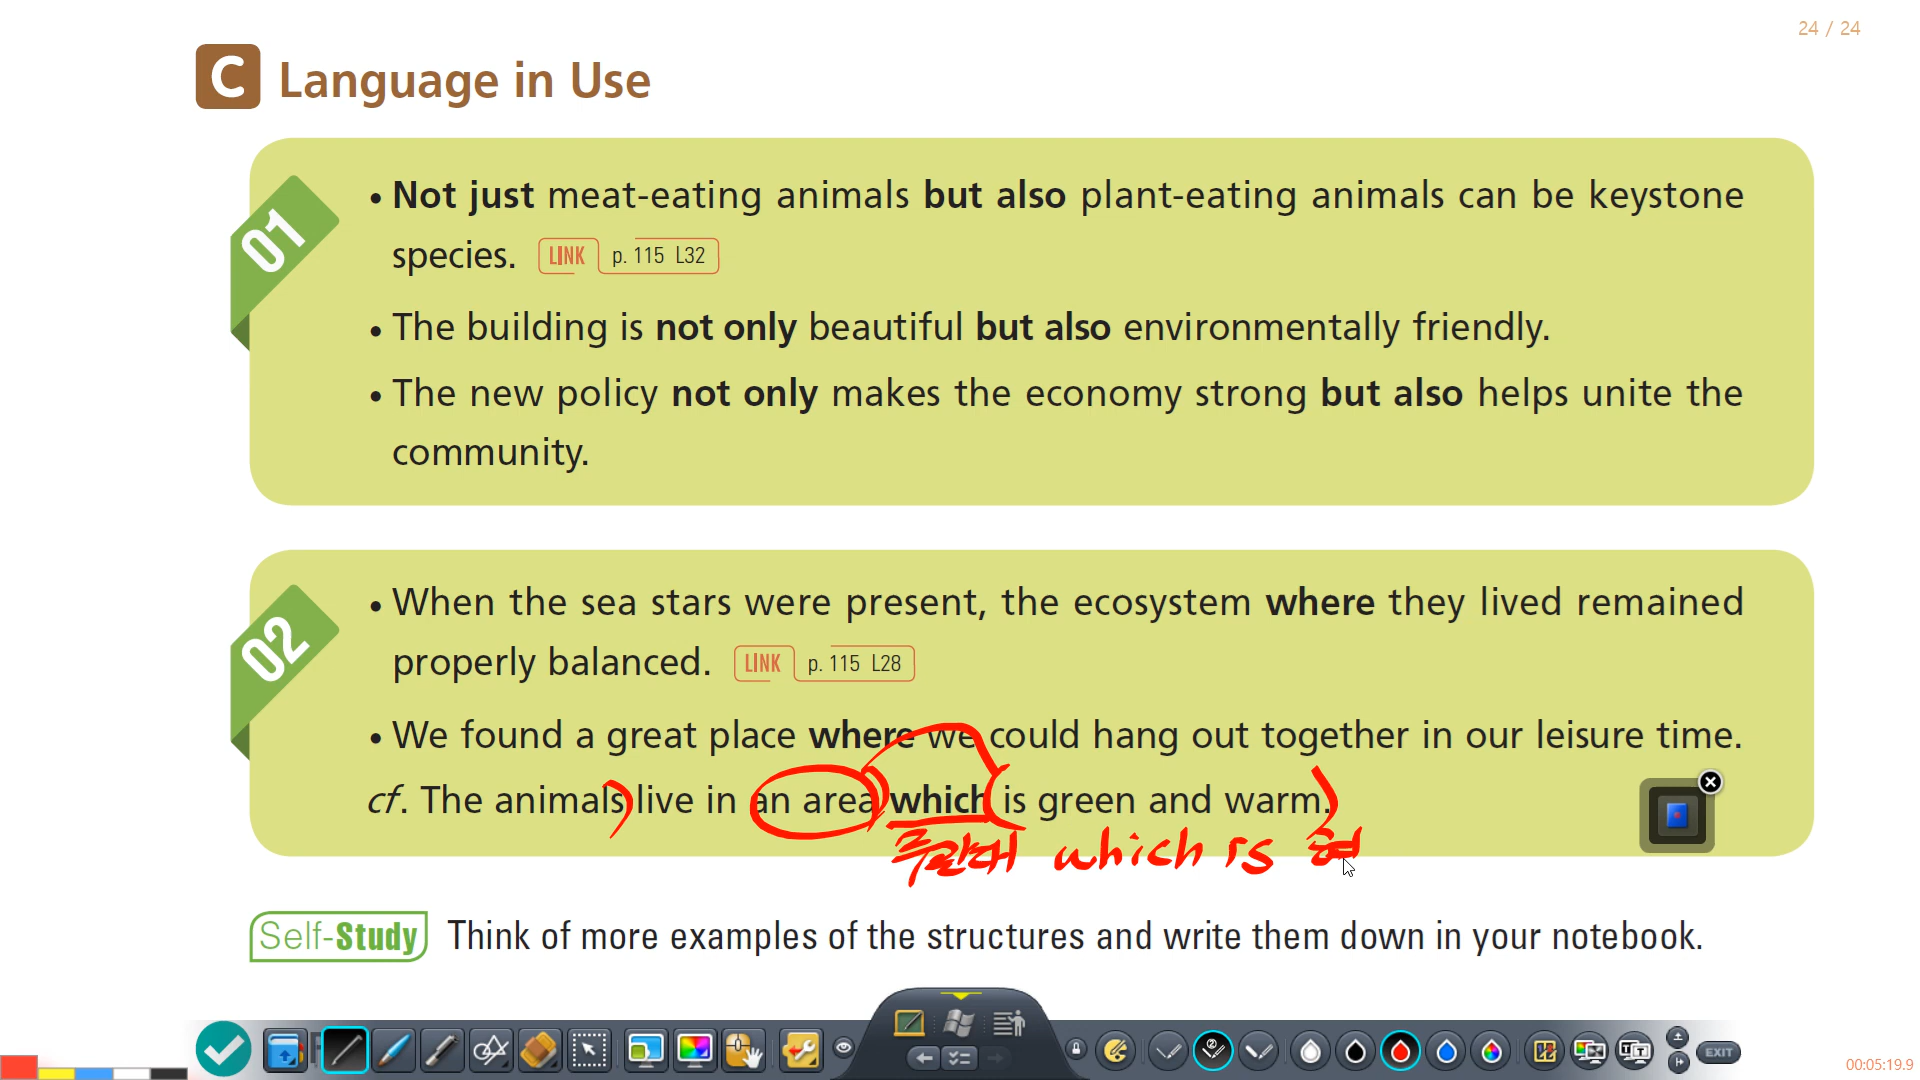 24 / 24
C Language in Use
01
• Not just meat-eating animals but also plant-eating animals can be keystone
species. LINK p. 115 L32
• The building is not only beautiful but also environmentally friendly.
• The new policy not only makes the economy strong but also helps unite the
community.
02
• When the sea stars were present, the ecosystem where they lived remained
properly balanced. LINK p. 115 L28
• We found a great place where we could hang out together in our leisure time.
cf. The animals live in an area which is green and warm.
주관대 which is 형
Self-Study Think of more examples of the structures and write them down in your notebook.
EXIT
00:05:19.9